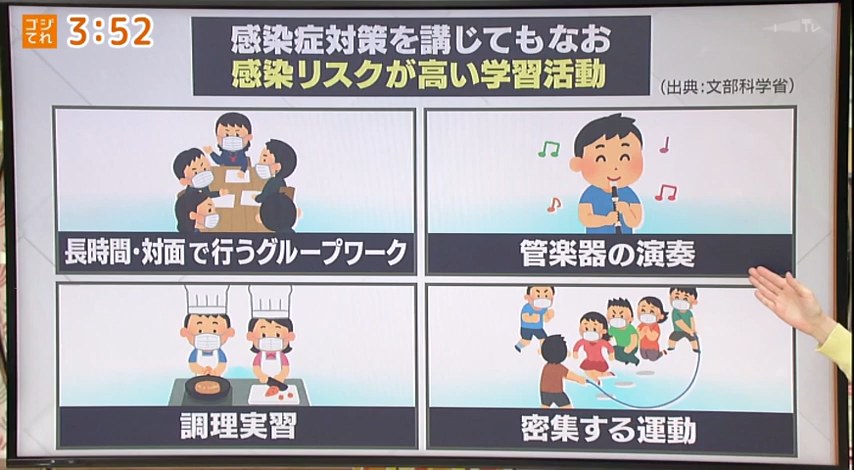 ゴジ
てれ
3:52
感染症対策を講じてもなお
感染リスクが高い学習活動
(出典:文部科学省)
長時間・対面で行うグループワーク
管楽器の演奏
調理実習
密集する運動